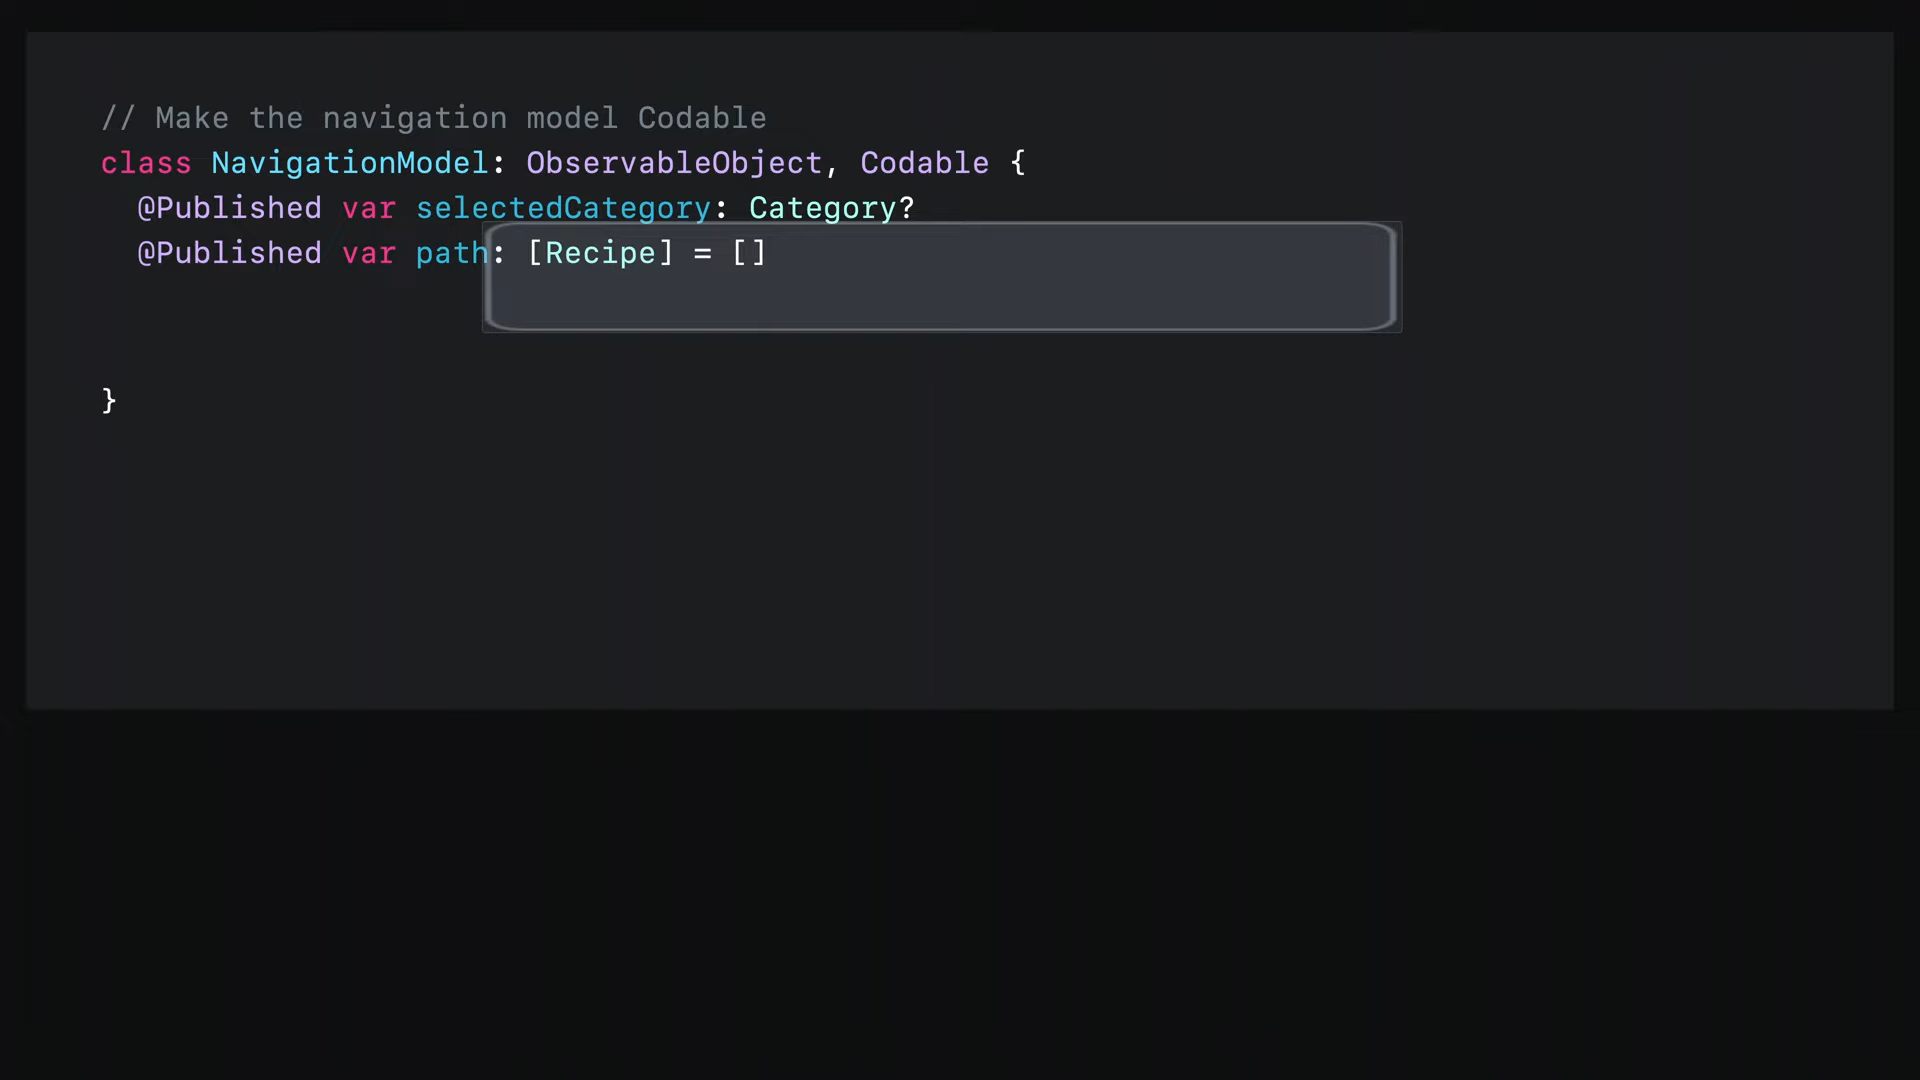 // Make the navigation model Codable
class NavigationModel: ObservableObject, Codable {
  @Published var selectedCategory: Category?
  @Published var path: [Recipe] = []
}